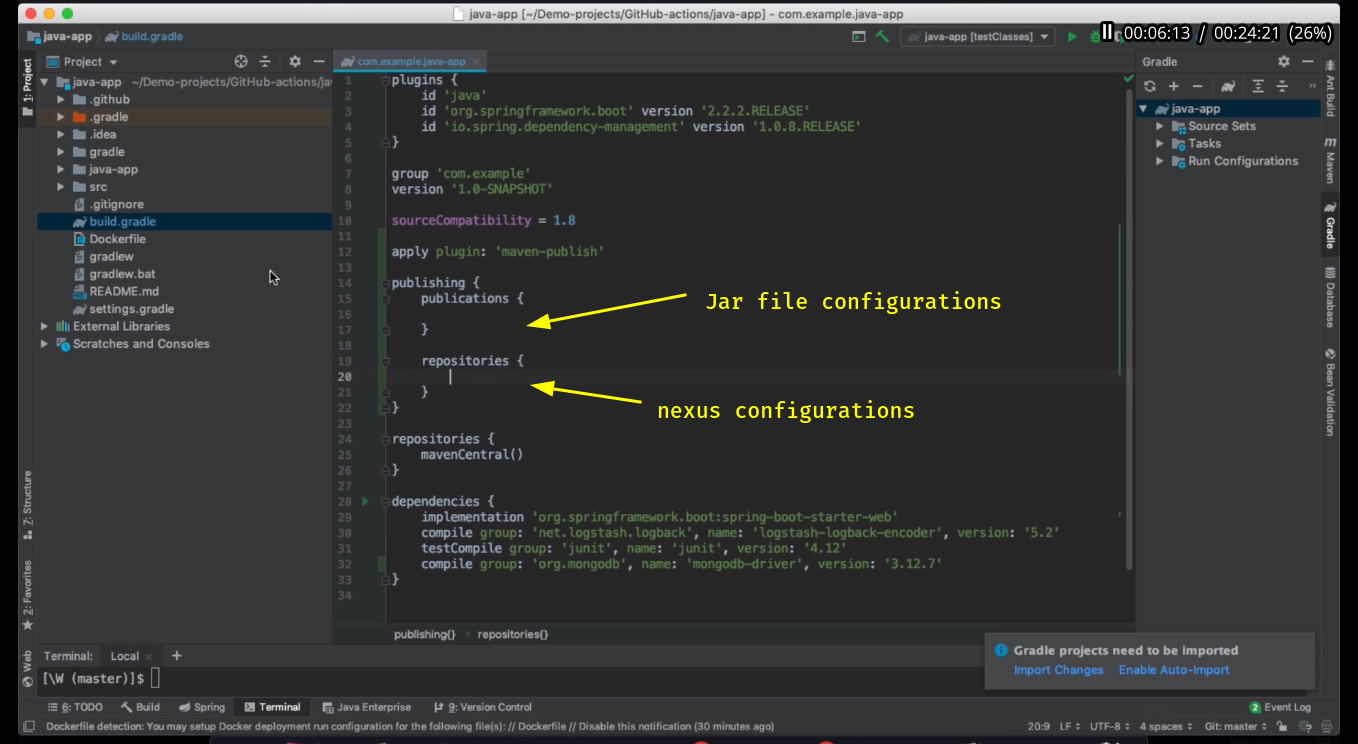 java-app [~/Demo-projects/GitHub-actions/java-app] - com.example.java-app
java-app
build.gradle
java-app [testClasses]
00:06:13 / 00:24:21 (26%)
1: Project
Project
java-app ~/Demo-projects/GitHub-actions/ja
.github
.gradle
.idea
gradle
java-app
src
.gitignore
build.gradle
Dockerfile
gradlew
gradlew.bat
README.md
settings.gradle
External Libraries
Scratches and Consoles
com.example.java-app
1 plugins {
2 id 'java'
3 id 'org.springframework.boot' version '2.2.2.RELEASE'
4 id 'io.spring.dependency-management' version '1.0.8.RELEASE'
5 }
6
7 group 'com.example'
8 version '1.0-SNAPSHOT'
9
10 sourceCompatibility = 1.8
11
12 apply plugin: 'maven-publish'
13
14 publishing {
15 publications {
16
17 }
18
19 repositories {
20
21 }
22 }
23
24 repositories {
25 mavenCentral()
26 }
27
28 dependencies {
29 implementation 'org.springframework.boot:spring-boot-starter-web'
30 compile group: 'net.logstash.logback', name: 'logstash-logback-encoder', version: '5.2'
31 testCompile group: 'junit', name: 'junit', version: '4.12'
32 compile group: 'org.mongodb', name: 'mongodb-driver', version: '3.12.7'
33 }
34
Jar file configurations
nexus configurations
publishing{} › repositories{}
Gradle
java-app
Source Sets
Tasks
Run Configurations
Ant Build
Maven
Gradle
Database
Bean Validation
7: Structure
2: Favorites
Web
Gradle projects need to be imported
Import Changes Enable Auto-Import
Terminal: Local × +
[\W (master)]$
6: TODO
Build
Spring
Terminal
Java Enterprise
9: Version Control
2 Event Log
Dockerfile detection: You may setup Docker deployment run configuration for the following file(s): // Dockerfile // Disable this notification (30 minutes ago)
20:9 LF UTF-8 4 spaces Git: master